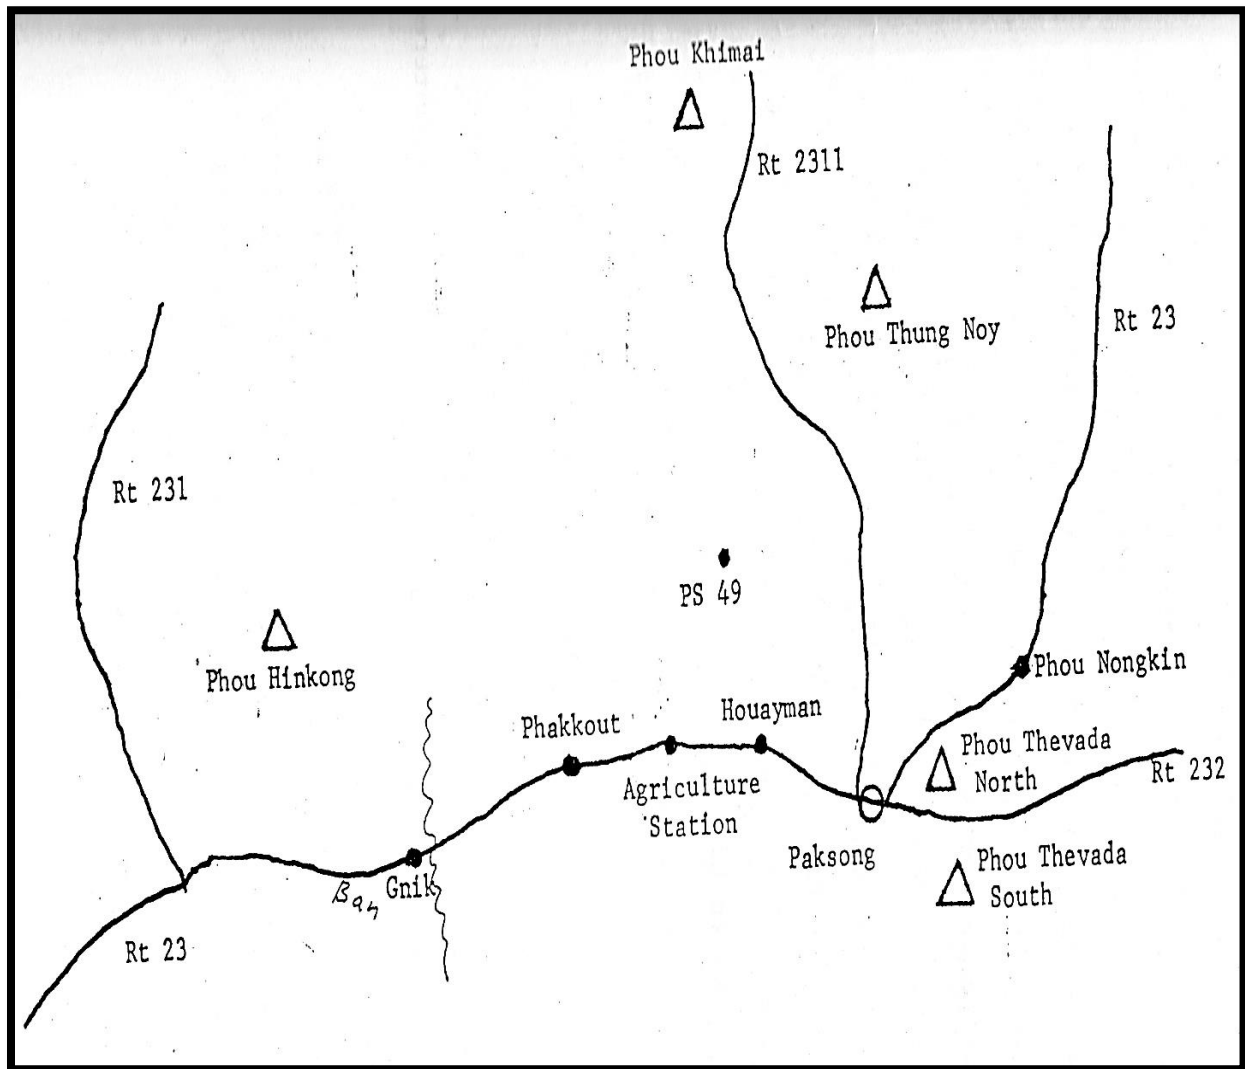 Phou Khimai
Rt 2311
Phou Thung Noy
Rt 23
Rt 231
PS 49
Phou Hinkong
Phou Nongkin
Houayman
Phakkout
Phou Thevada
North
Rt 232
Agriculture
Station
Paksong
Phou Thevada
South
Ban Gnik
Rt 23